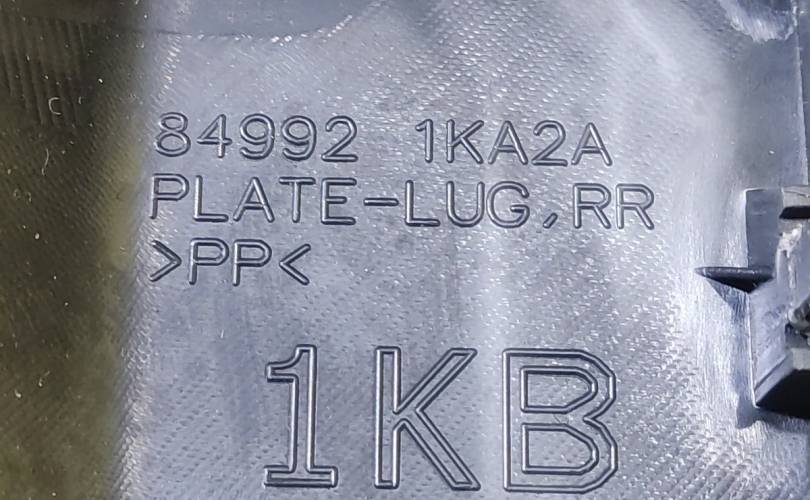 84992 1KA2A
PLATE-LUG,RR
>PP<
1KB